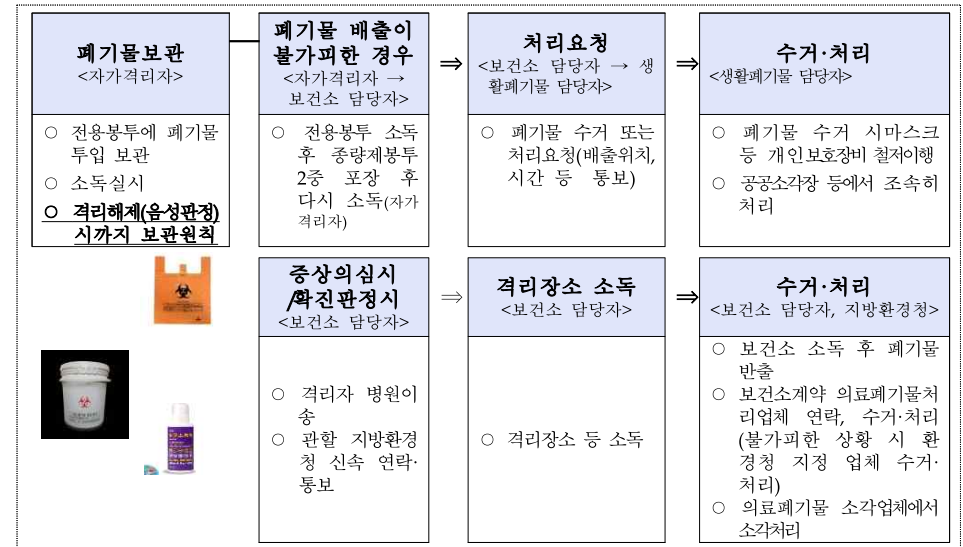 폐기물보관
<자가격리자>
○ 전용봉투에 폐기물
투입 보관
○ 소독실시
○ 격리해제(음성판정)
시까지 보관원칙
폐기물 배출이
불가피한 경우
<자가격리자 →
보건소 담당자>
○ 전용봉투 소독
후 종량제봉투
2중 포장 후
다시 소독(자가
격리자)
⇒
처리요청
<보건소 담당자 → 생
활폐기물 담당자>
○ 폐기물 수거 또는
처리요청(배출위치,
시간 등 통보)
⇒
수거·처리
<생활폐기물 담당자>
○ 폐기물 수거 시마스크
등 개인보호장비 철저이행
○ 공공소각장 등에서 조속히
처리
증상의심시
/확진판정시
<보건소 담당자>
○ 격리자 병원이
송
○ 관할 지방환경
청 신속 연락·
통보
⇒
격리장소 소독
<보건소 담당자>
○ 격리장소 등 소독
⇒
수거·처리
<보건소 담당자, 지방환경청>
○ 보건소 소독 후 폐기물
반출
○ 보건소계약 의료폐기물처
리업체 연락, 수거·처리
(불가피한 상황 시 환
경청 지정 업체 수거·
처리)
○ 의료폐기물 소각업체에서
소각처리